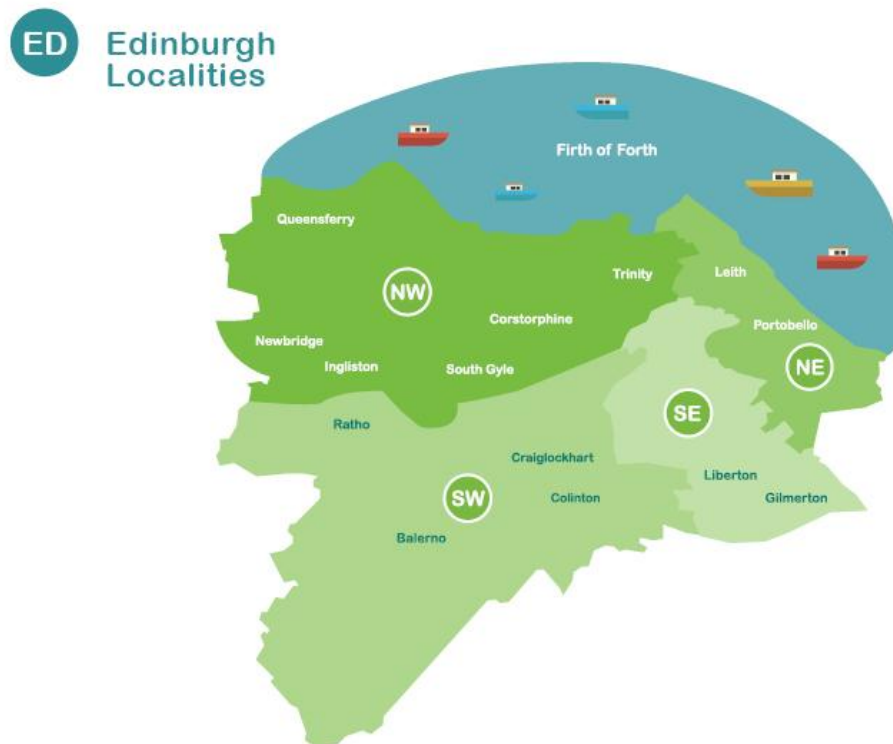 ED
Edinburgh
Localities
Firth of Forth
Queensferry
Trinity
Leith
NW
Corstorphine
Portobello
Newbridge
Ingliston
South Gyle
NE
Ratho
SE
Craiglockhart
Liberton
SW
Colinton
Gilmerton
Balerno